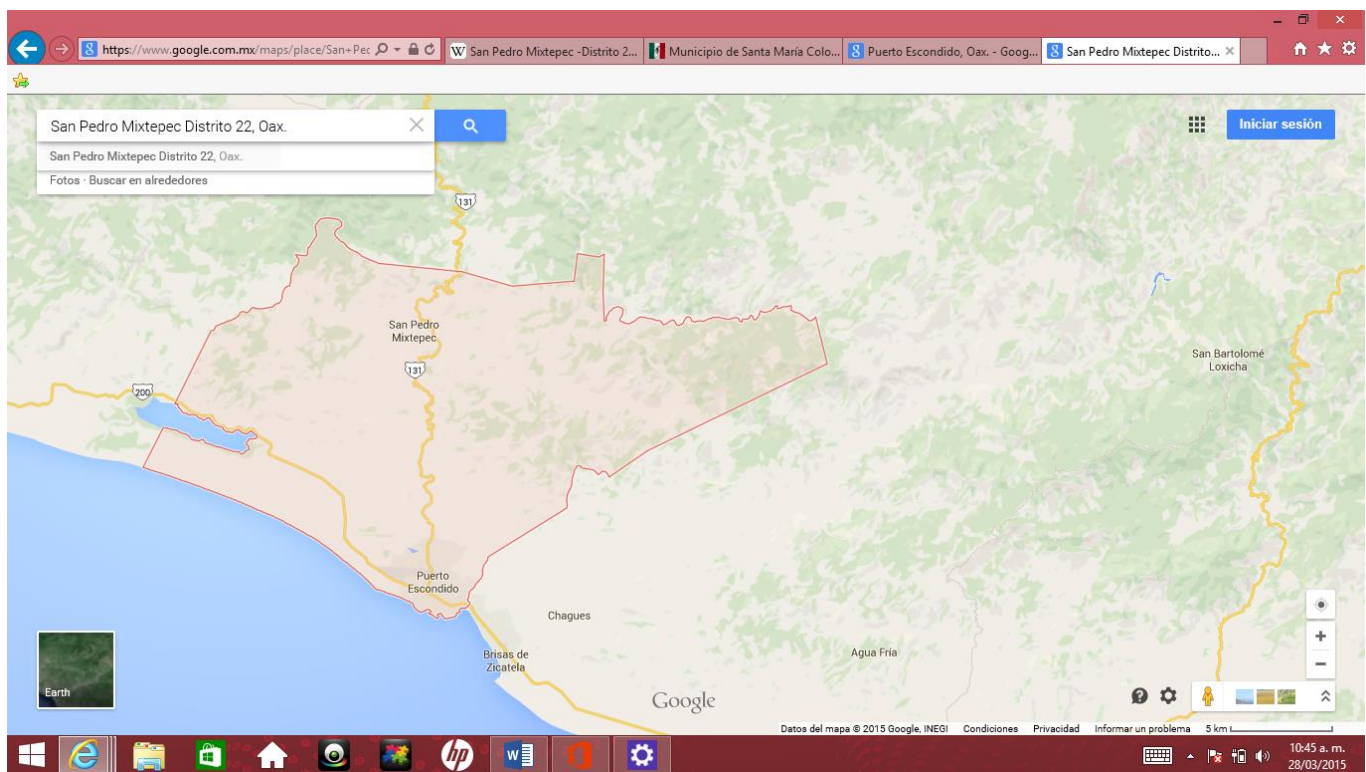 https://www.google.com.mx/maps/place/San+Pec
San Pedro Mixtepec -Distrito 2...
Municipio de Santa María Colo...
Puerto Escondido, Oax. - Goog...
San Pedro Mixtepec Distrito...
San Pedro Mixtepec Distrito 22, Oax.
Iniciar sesión
San Pedro Mixtepec Distrito 22, Oax.
Fotos · Buscar en alrededores
131
San Pedro
Mixtepec
131
200
San Bartolomé
Loxicha
Puerto
Escondido
Chagues
Brisas de
Zicatela
Agua Fría
Earth
Google
Datos del mapa © 2015 Google, INEGI Condiciones Privacidad Informar un problema 5 km
10:45 a. m.
28/03/2015